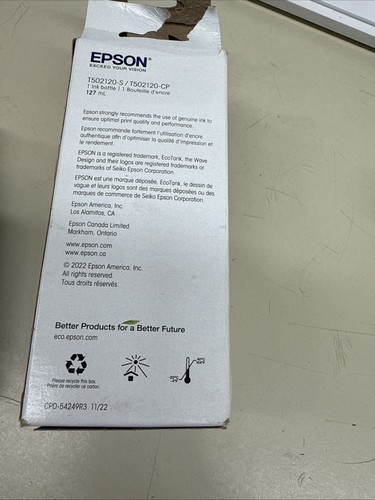 EPSON®
EXCEED YOUR VISION
T502120-S / T502120-CP
1 Ink bottle | 1 Bouteille d'encre
127 mL
Epson strongly recommends the use of genuine ink to
ensure optimal print quality and performance.
Epson recommande fortement l'utilisation d'encre
authentique afin d'optimiser la qualité d'impression et
le rendement.
EPSON is a registered trademark, EcoTank, the Wave
Design and their logos are registered trademarks or
trademarks of Seiko Epson Corporation.
EPSON est une marque déposée, EcoTank, le dessin de
vague et leurs logos sont des marques déposées ou des
marques de commerce de Seiko Epson Corporation.
Epson America, Inc.
Los Alamitos, CA
Epson Canada Limited
Markham, Ontario
www.epson.com
www.epson.ca
© 2022 Epson America, Inc.
All rights reserved.
Tous droits réservés.
Better Products for a Better Future
eco.epson.com
Please recycle this box.
Prière de recycler ce carton.
CPD-54249R3 11/22